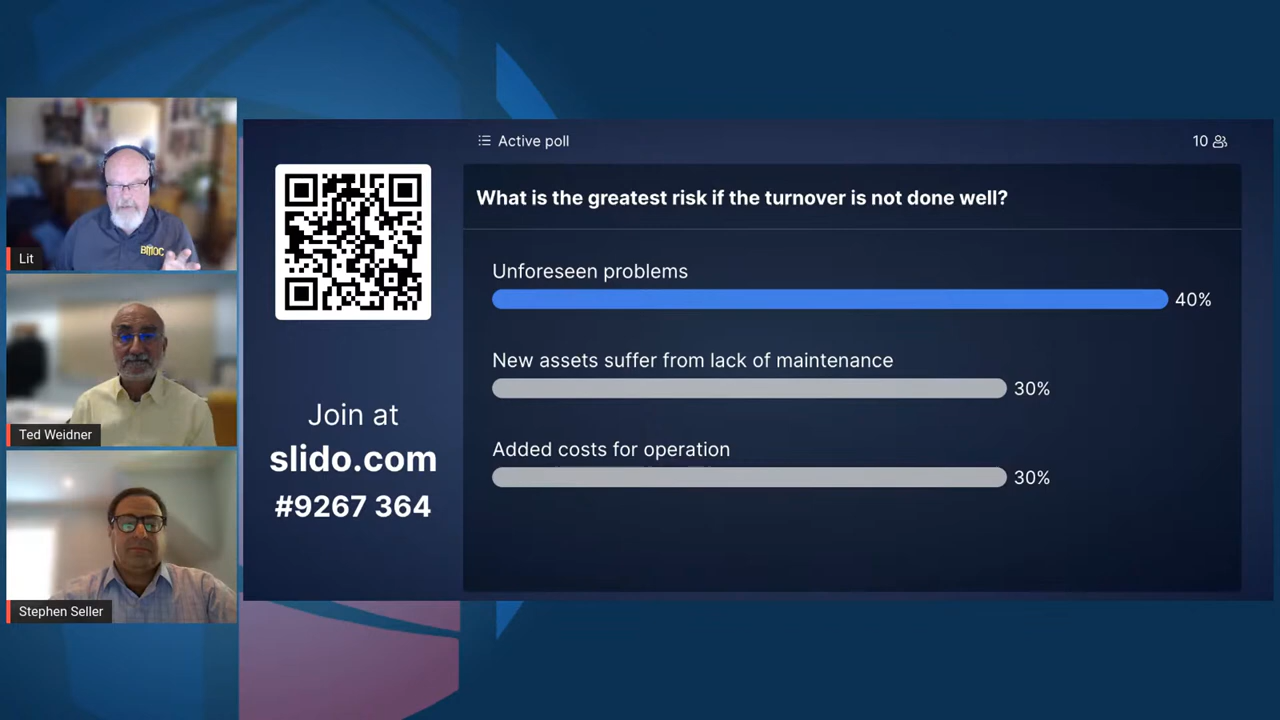 Lit
BMOC
Ted Weidner
Stephen Seller
Join at
slido.com
#9267 364
Active poll
10
What is the greatest risk if the turnover is not done well?
Unforeseen problems
40%
New assets suffer from lack of maintenance
30%
Added costs for operation
30%